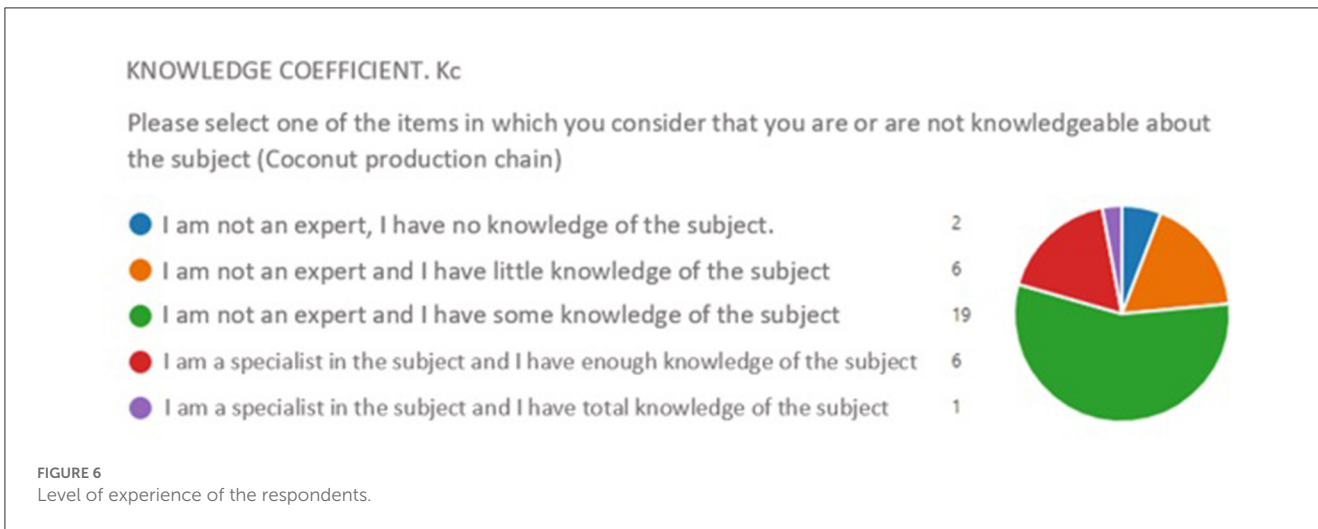 KNOWLEDGE COEFFICIENT. Kc
Please select one of the items in which you consider that you are or are not knowledgeable about
the subject (Coconut production chain)
I am not an expert, I have no knowledge of the subject. 2
I am not an expert and I have little knowledge of the subject 6
I am not an expert and I have some knowledge of the subject 19
I am a specialist in the subject and I have enough knowledge of the subject 6
I am a specialist in the subject and I have total knowledge of the subject 1
FIGURE 6
Level of experience of the respondents.